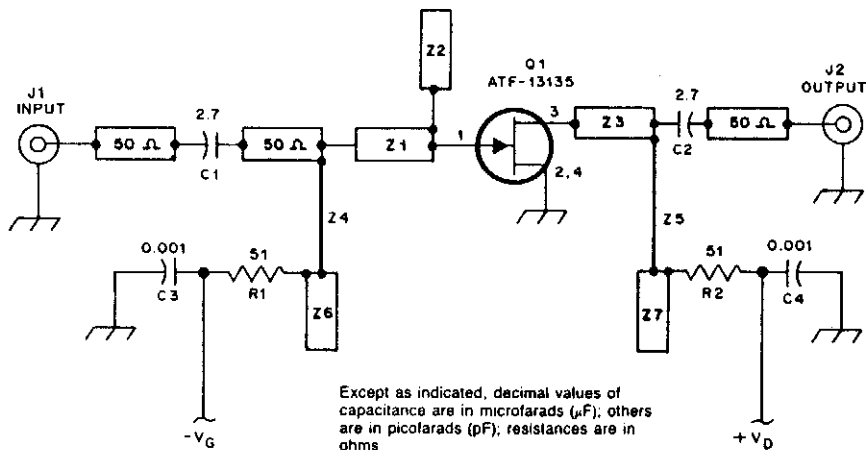 Z2
Q1
ATF-13135
J1
INPUT
J2
OUTPUT
2.7
3
2.7
50 Ω
50 Ω
Z1
1
Z3
50 Ω
C1
C2
2, 4
Z4
Z5
0.001
51
51
0.001
C3
R1
Z6
Z7
R2
C4
Except as indicated, decimal values of
capacitance are in microfarads (µF); others
are in picofarads (pF); resistances are in
ohms
-VG
+VD